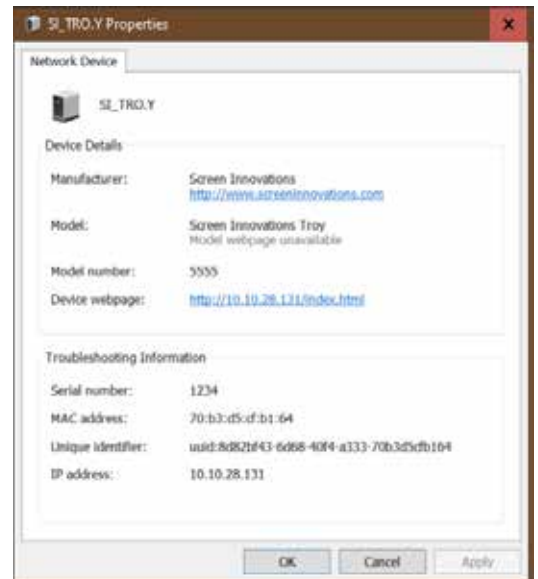 SI_TRO.Y Properties
Network Device
SI_TRO.Y
Device Details
Manufacturer: Screen Innovations
http://www.screeninnovations.com
Model: Screen Innovations Troy
Model webpage unavailable
Model number: 5555
Device webpage: http://10.10.28.131/index.html
Troubleshooting Information
Serial number: 1234
MAC address: 70:b3:d5:cf:b1:64
Unique identifier: uuid:8d82bf43-6d68-40f4-a333-70b3d5cfb164
IP address: 10.10.28.131
OK Cancel Apply